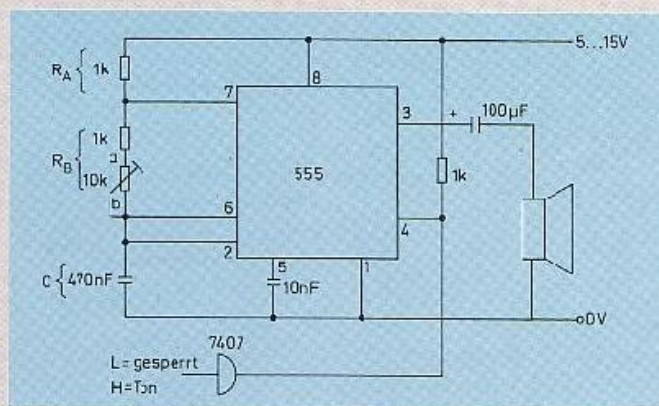 5...15V
R_A { 1k
8
7
3
+
100µF
R_B { 1k
a
10k
b
555
1k
6
4
2
C { 470nF
5
10nF
1
0V
7407
L = gesperrt
H = Ton